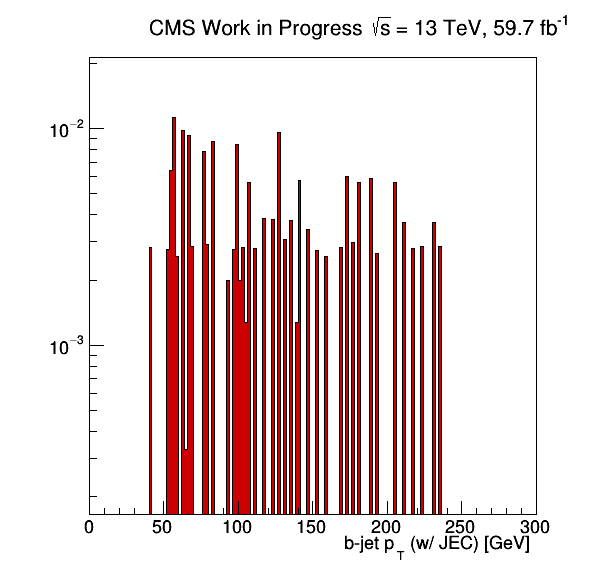 CMS Work in Progress √s = 13 TeV, 59.7 fb⁻¹
10⁻²
10⁻³
0 50 100 150 200 250 300
b-jet p_T (w/ JEC) [GeV]